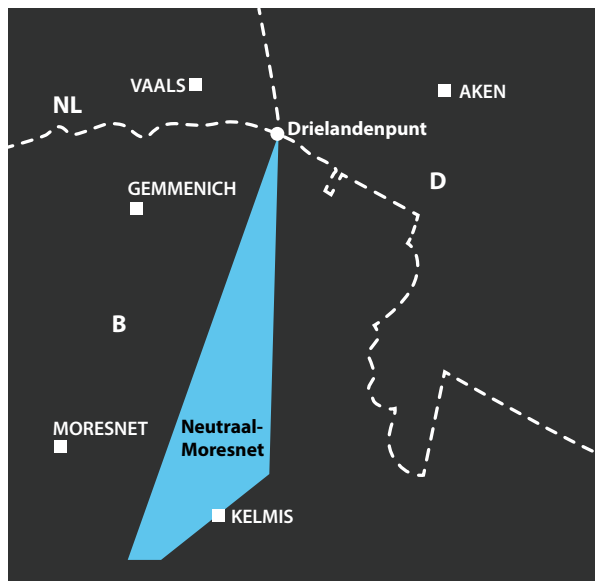 VAALS
AKEN
NL
Drielandenpunt
D
GEMMENICH
B
Neutraal-
MORESNET
Moresnet
KELMIS